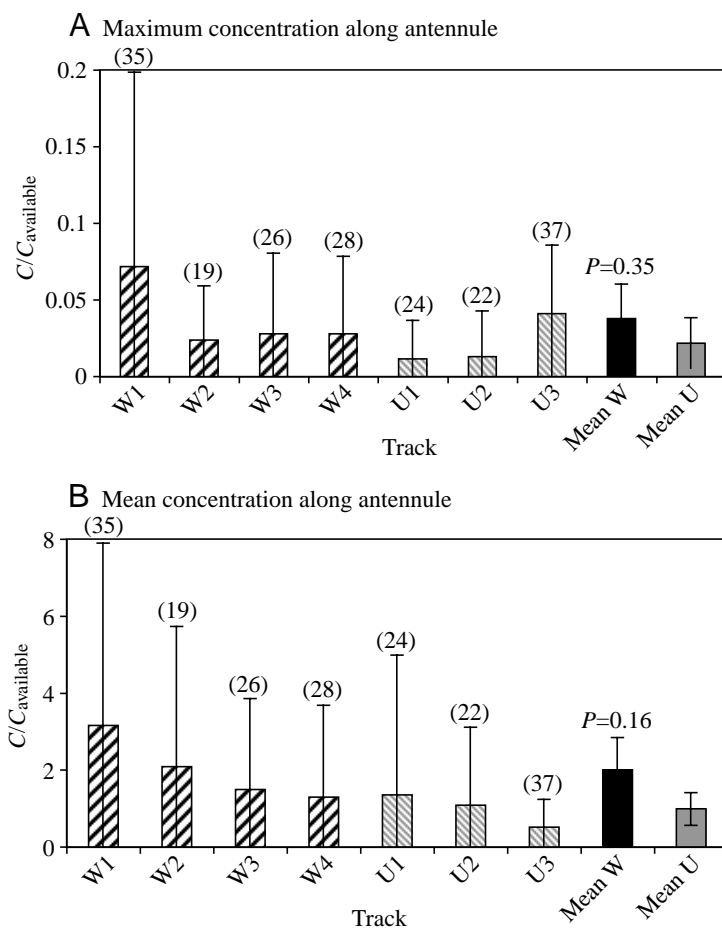 A Maximum concentration along antennule
(35)
0.2
0.15
0.1
0.05
0
C/Cavailable
(19)
(26)
(28)
(24)
(22)
(37)
P=0.35
W1 W2 W3 W4 U1 U2 U3 Mean W Mean U
Track
B Mean concentration along antennule
(35)
8
6
4
2
0
C/Cavailable
(19)
(26)
(28)
(24)
(22)
(37)
P=0.16
W1 W2 W3 W4 U1 U2 U3 Mean W Mean U
Track